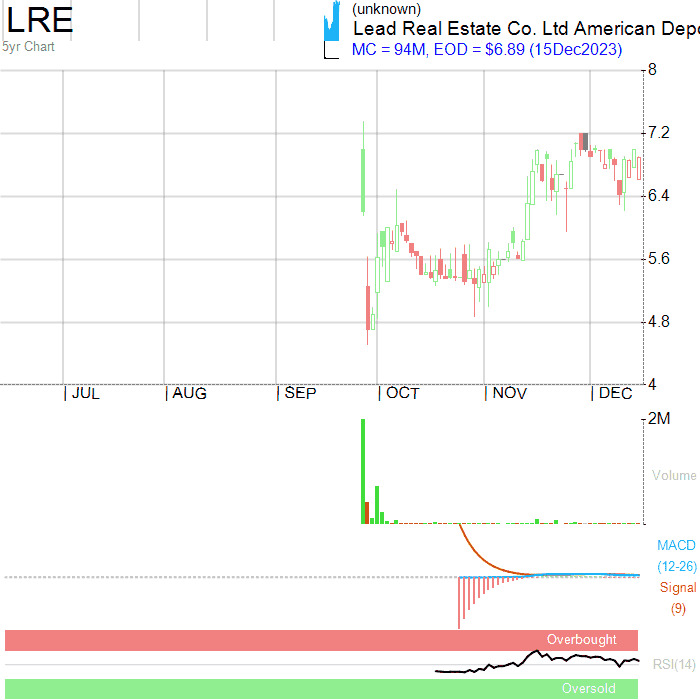 LRE
5yr Chart
(unknown)
Lead Real Estate Co. Ltd American Depo
MC = 94M, EOD = $6.89 (15Dec2023)
8
7.2
6.4
5.6
4.8
4
JUL AUG SEP OCT NOV DEC
2M
Volume
MACD
(12-26)
Signal
(9)
Overbought
RSI(14)
Oversold